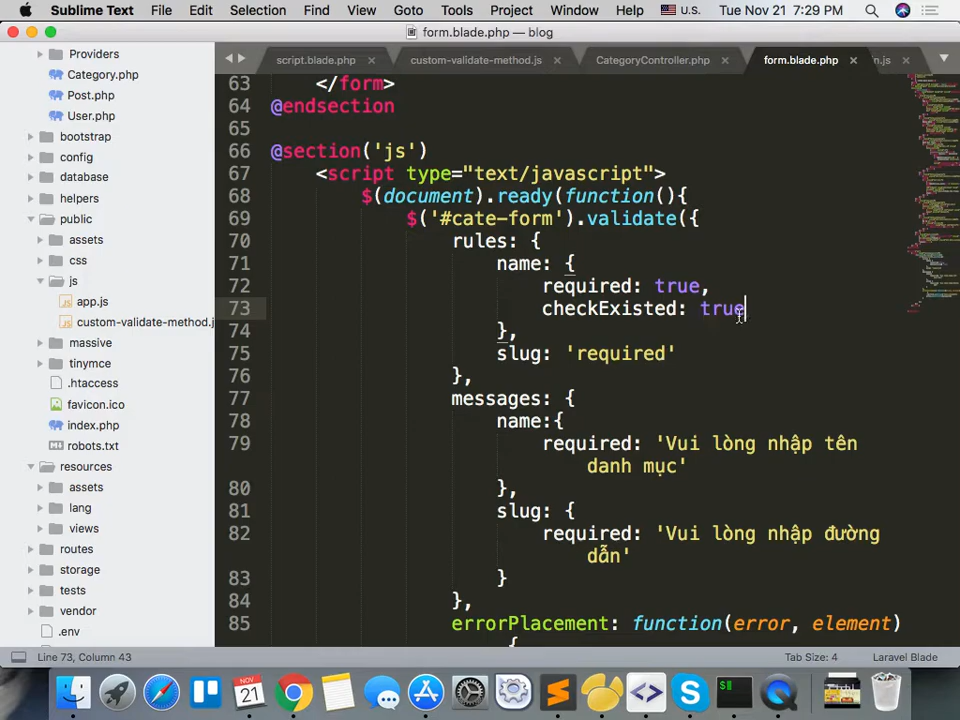 Sublime Text File Edit Selection Find View Goto Tools Project Window Help U.S. Tue Nov 21 7:29 PM
form.blade.php — blog
script.blade.php × custom-validate-method.js × CategoryController.php × form.blade.php × n.js ×
Providers
Category.php
Post.php
User.php
bootstrap
config
database
helpers
public
assets
css
js
app.js
custom-validate-method.j
massive
tinymce
.htaccess
favicon.ico
index.php
robots.txt
resources
assets
lang
views
routes
storage
tests
vendor
.env
63 </form>
64 @endsection
65
66 @section('js')
67 <script type="text/javascript">
68 $(document).ready(function(){
69 $('#cate-form').validate({
70 rules: {
71 name: {
72 required: true,
73 checkExisted: true
74 },
75 slug: 'required'
76 },
77 messages: {
78 name:{
79 required: 'Vui lòng nhập tên
danh mục'
80 },
81 slug: {
82 required: 'Vui lòng nhập đường
dẫn'
83 }
84 },
85 errorPlacement: function(error, element)
{
Line 73, Column 43 Tab Size: 4 Laravel Blade
NOV
21